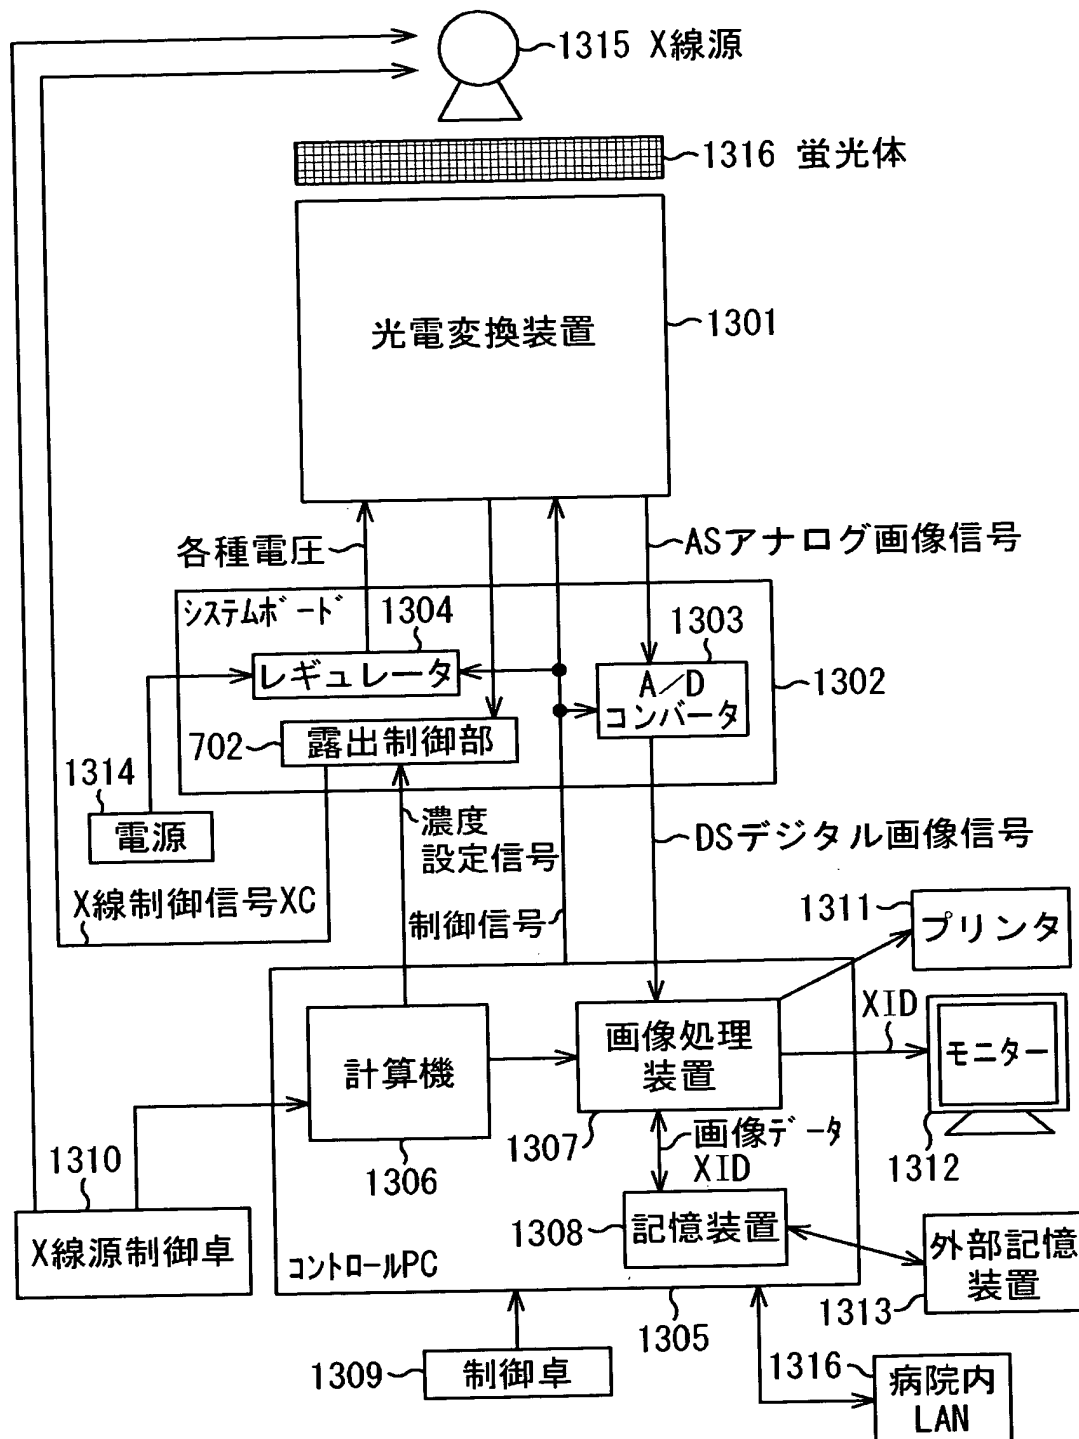 1315 X線源
1316 蛍光体
光電変換装置
1301
各種電圧
ASアナログ画像信号
システムボード
1304
1303
レギュレータ
A/D
コンバータ
1302
702
露出制御部
1314
電源
濃度
設定信号
DSデジタル画像信号
X線制御信号XC
制御信号
1311
プリンタ
XID
計算機
画像処理
装置
モニター
1310
1306
1307
画像データ
XID
1312
X線源制御卓
1308
記憶装置
外部記憶
装置
コントロールPC
1305
1313
1309
制御卓
1316
病院内
LAN